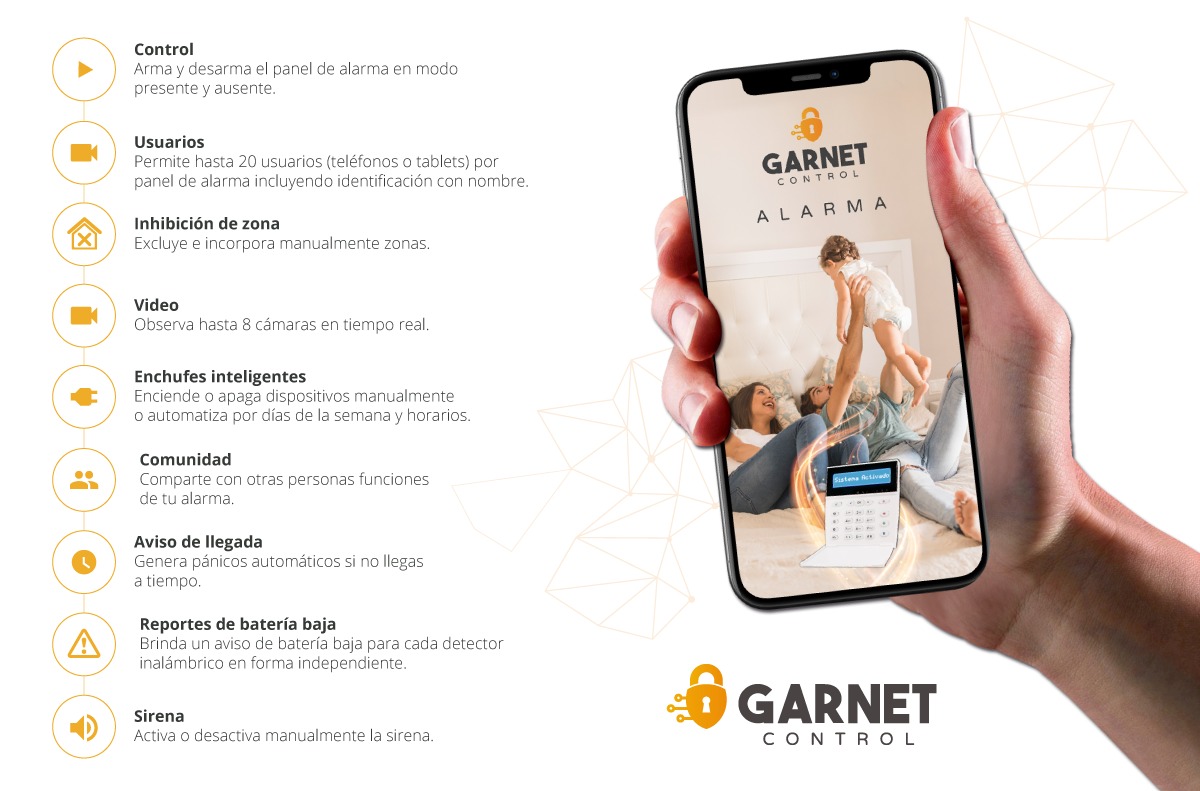 Control
Arma y desarma el panel de alarma en modo
presente y ausente.
Usuarios
Permite hasta 20 usuarios (teléfonos o tablets) por
panel de alarma incluyendo identificación con nombre.
Inhibición de zona
Excluye e incorpora manualmente zonas.
Video
Observa hasta 8 cámaras en tiempo real.
Enchufes inteligentes
Enciende o apaga dispositivos manualmente
o automatiza por días de la semana y horarios.
Comunidad
Comparte con otras personas funciones
de tu alarma.
Aviso de llegada
Genera pánicos automáticos si no llegas
a tiempo.
Reportes de batería baja
Brinda un aviso de batería baja para cada detector
inalámbrico en forma independiente.
Sirena
Activa o desactiva manualmente la sirena.
GARNET
CONTROL
ALARMA
Sistema Activado
GARNET
CONTROL